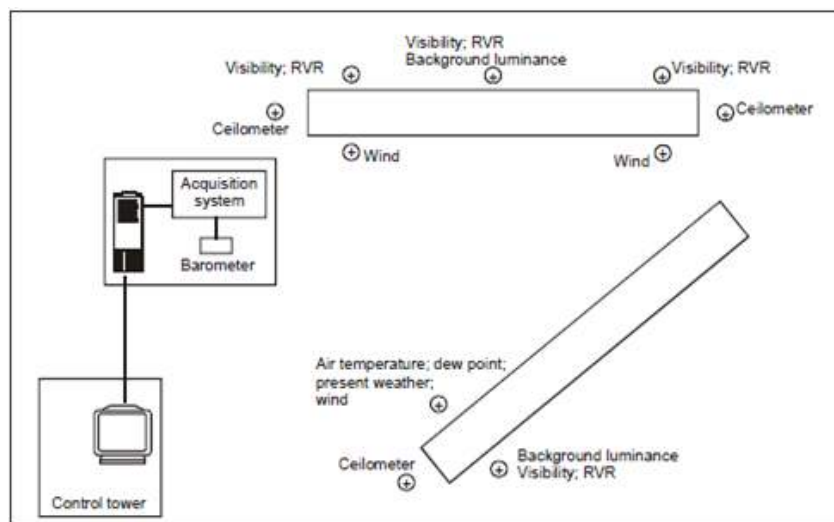 Visibility; RVR
Background luminance
Visibility; RVR
Visibility; RVR
Ceilometer
Ceilometer
Wind
Wind
Acquisition
system
Barometer
Air temperature; dew point;
present weather;
wind
Ceilometer
Background luminance
Visibility; RVR
Control tower